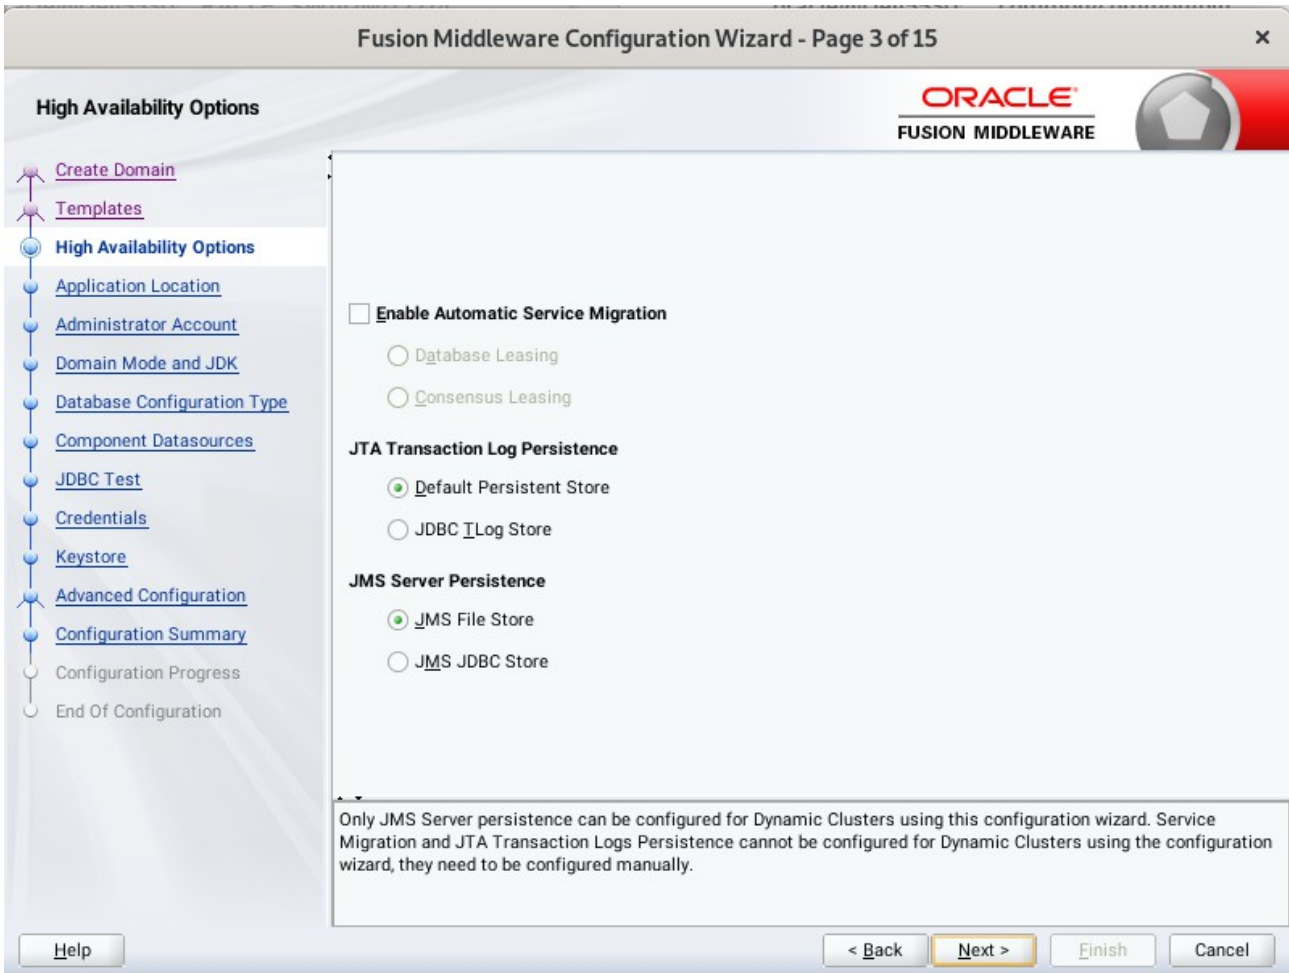 Fusion Middleware Configuration Wizard - Page 3 of 15
High Availability Options
ORACLE
FUSION MIDDLEWARE
Create Domain
Templates
High Availability Options
Application Location
Administrator Account
Domain Mode and JDK
Database Configuration Type
Component Datasources
JDBC Test
Credentials
Keystore
Advanced Configuration
Configuration Summary
Configuration Progress
End Of Configuration
Enable Automatic Service Migration
Database Leasing
Consensus Leasing
JTA Transaction Log Persistence
Default Persistent Store
JDBC TLog Store
JMS Server Persistence
JMS File Store
JMS JDBC Store
Only JMS Server persistence can be configured for Dynamic Clusters using this configuration wizard. Service
Migration and JTA Transaction Logs Persistence cannot be configured for Dynamic Clusters using the configuration
wizard, they need to be configured manually.
Help
< Back
Next >
Finish
Cancel